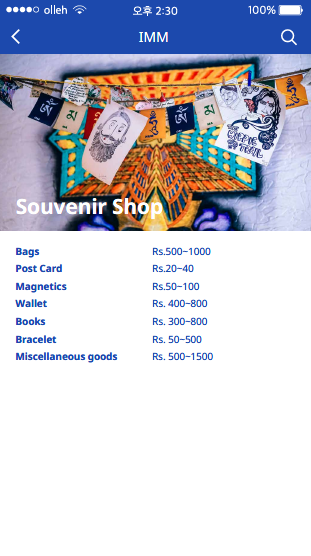 olleh 오후 2:30 100%
IMM
Souvenir Shop
Bags Rs.500~1000
Post Card Rs.20~40
Magnetics Rs.50~100
Wallet Rs. 400~800
Books Rs. 300~800
Bracelet Rs. 50~500
Miscellaneous goods Rs. 500~1500